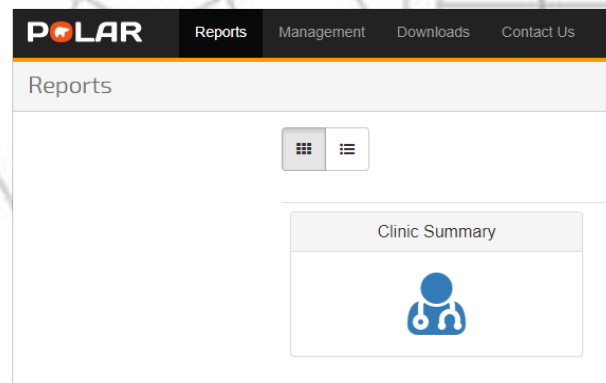 POLAR Reports Management Downloads Contact Us
Reports
Clinic Summary